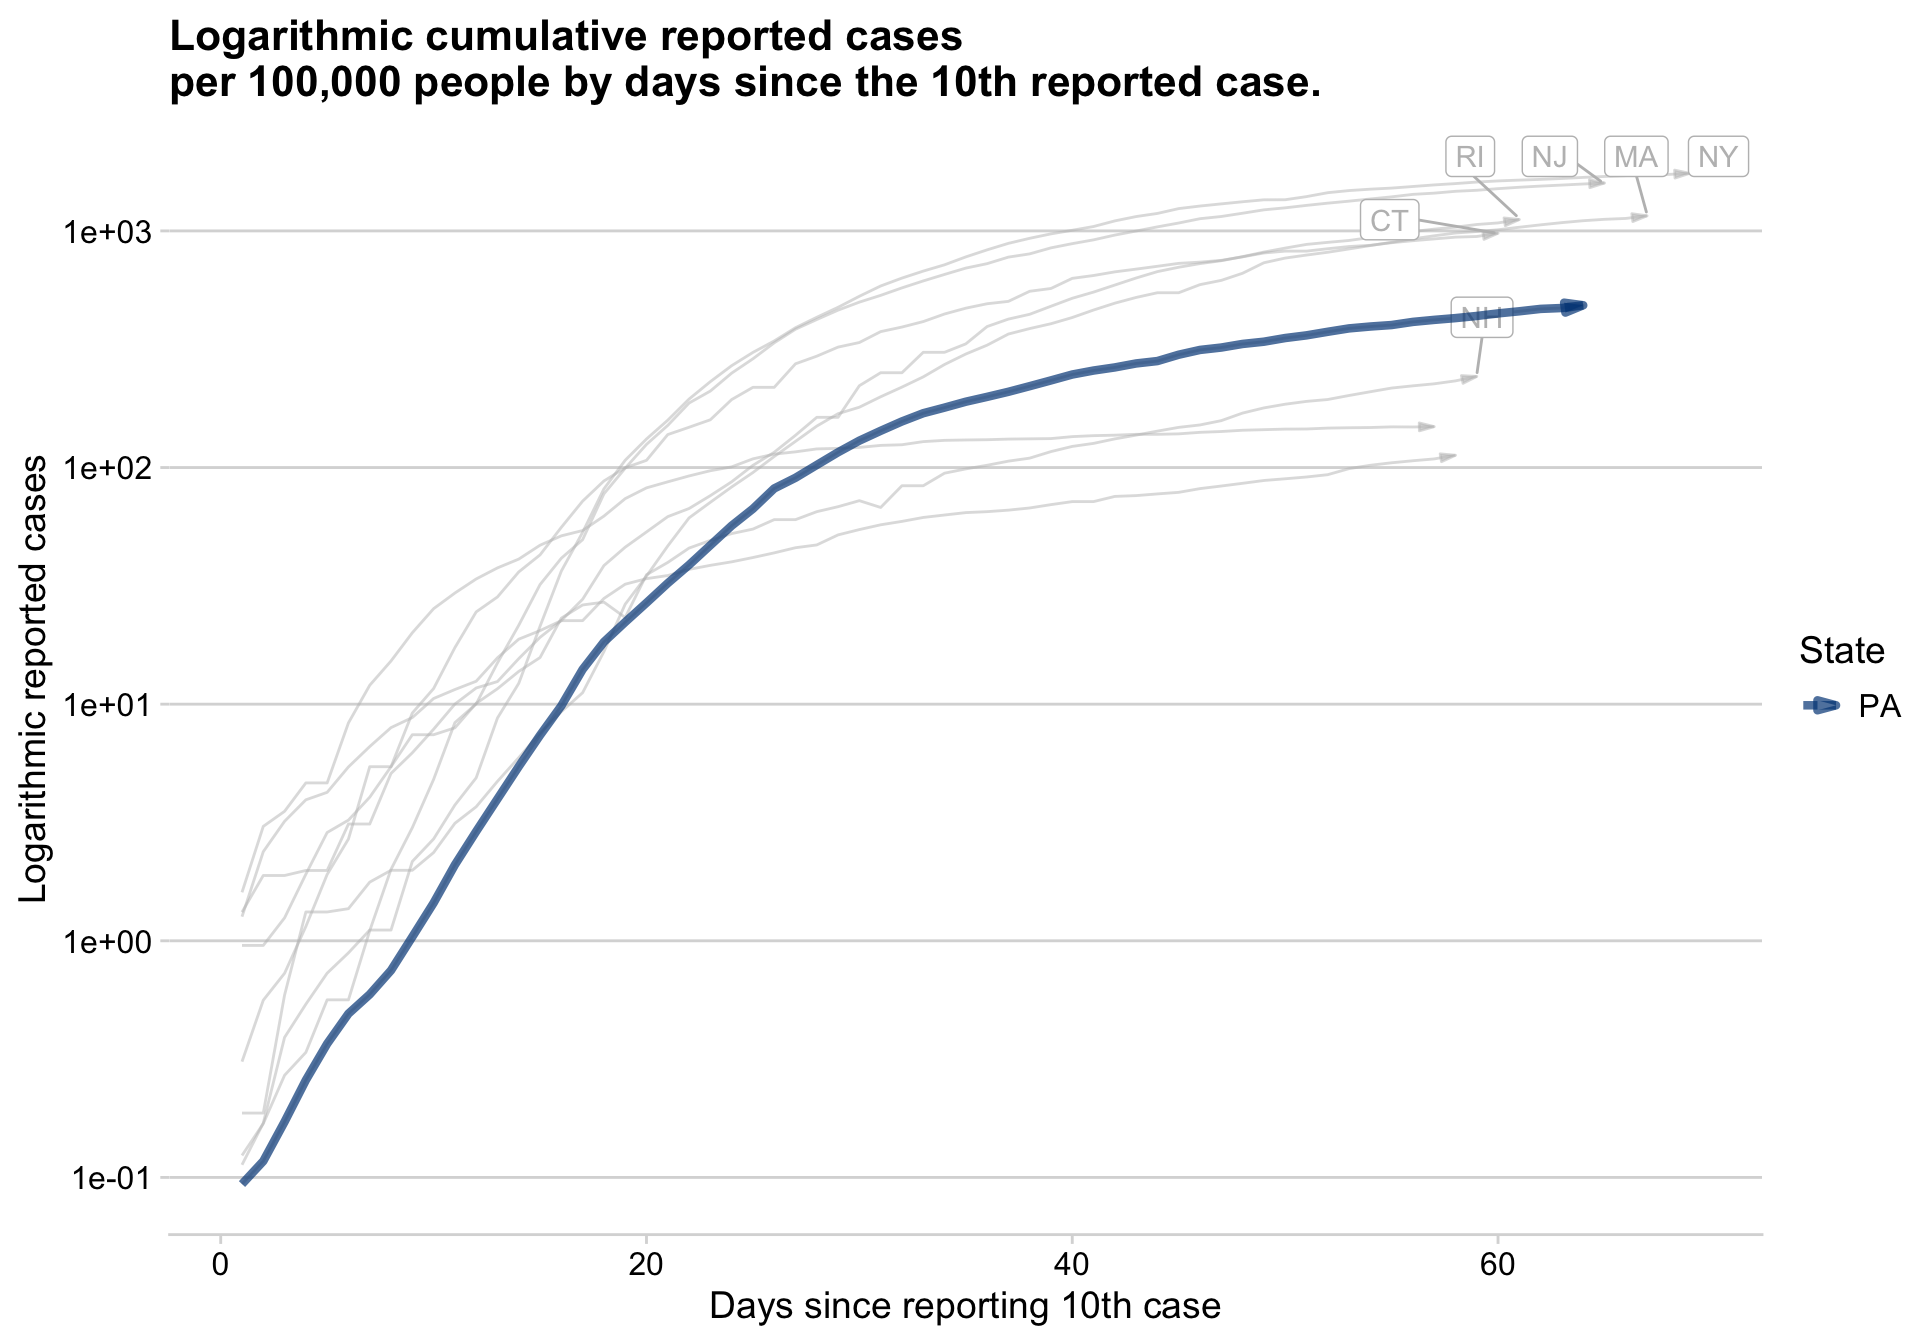 Logarithmic cumulative reported cases
per 100,000 people by days since the 10th reported case.
RI NJ MA NY
CT
NH
1e+03
1e+02
1e+01
1e+00
1e-01
Logarithmic reported cases
0 20 40 60
Days since reporting 10th case
State
PA